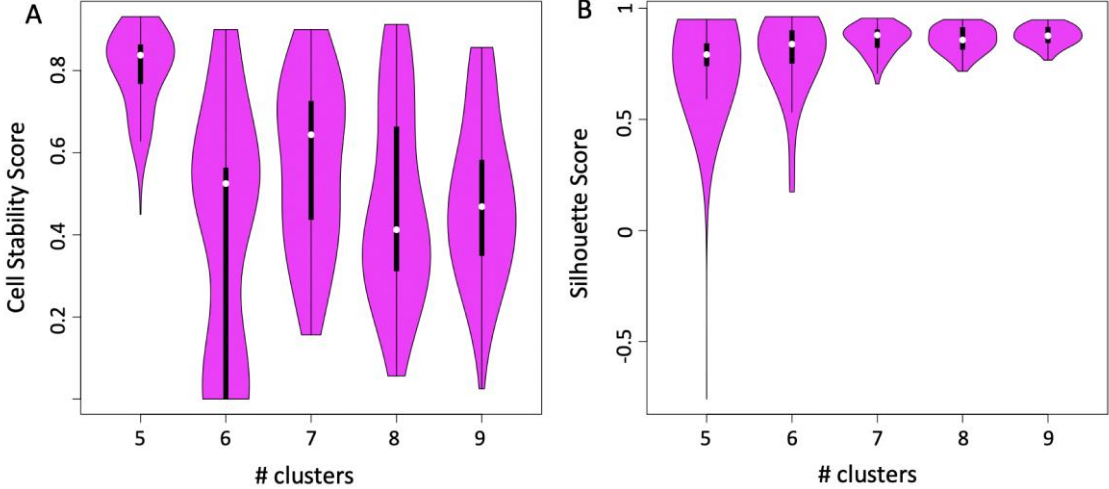 A
Cell Stability Score
0.8
0.6
0.4
0.2
5 6 7 8 9
# clusters
B
Silhouette Score
1
0.5
0
-0.5
5 6 7 8 9
# clusters